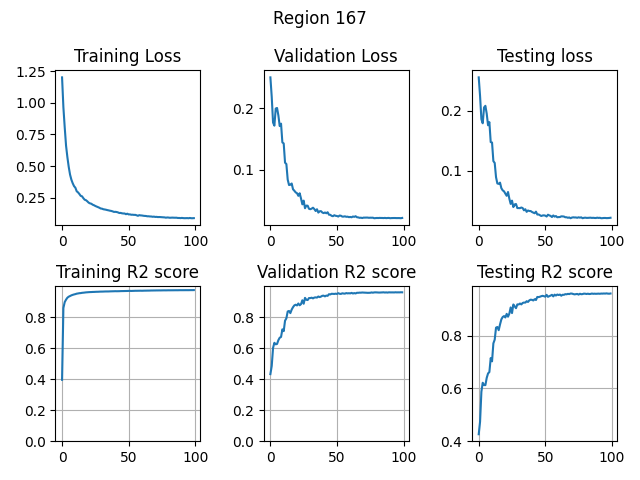 Region 167
Training Loss
Validation Loss
Testing loss
1.25
1.00
0.75
0.50
0.25
0 50 100
0.2
0.1
0 50 100
0.2
0.1
0 50 100
Training R2 score
Validation R2 score
Testing R2 score
0.8
0.6
0.4
0.2
0.0
0 50 100
0.8
0.6
0.4
0.2
0.0
0 50 100
0.8
0.6
0.4
0 50 100